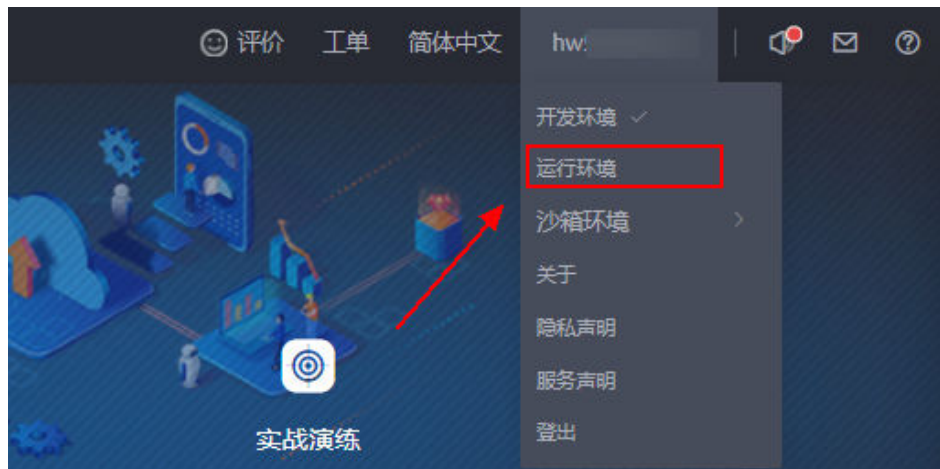 评价 工单 简体中文 hw
开发环境
运行环境
沙箱环境
关于
隐私声明
服务声明
登出
实战演练